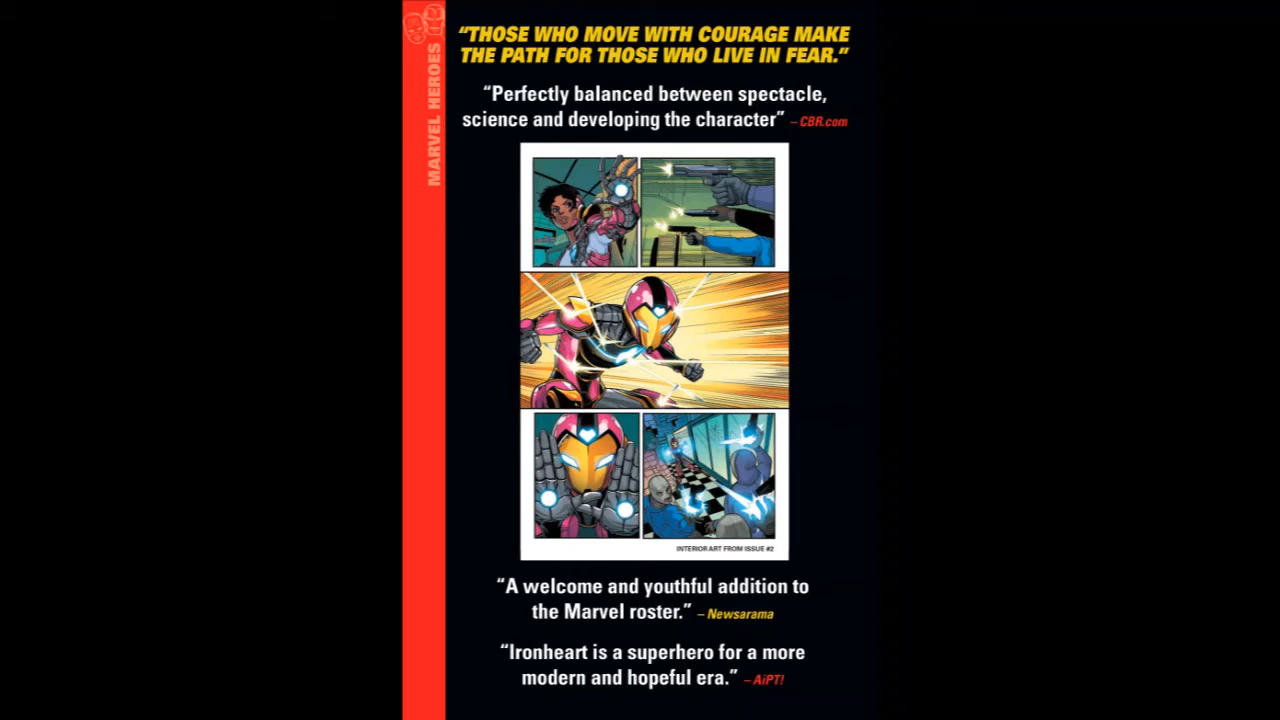 MARVEL HEROES
“THOSE WHO MOVE WITH COURAGE MAKE
THE PATH FOR THOSE WHO LIVE IN FEAR.”
“Perfectly balanced between spectacle,
science and developing the character” – CBR.com
INTERIOR ART FROM ISSUE #2
“A welcome and youthful addition to
the Marvel roster.” – Newsarama
“Ironheart is a superhero for a more
modern and hopeful era.” – AiPT!